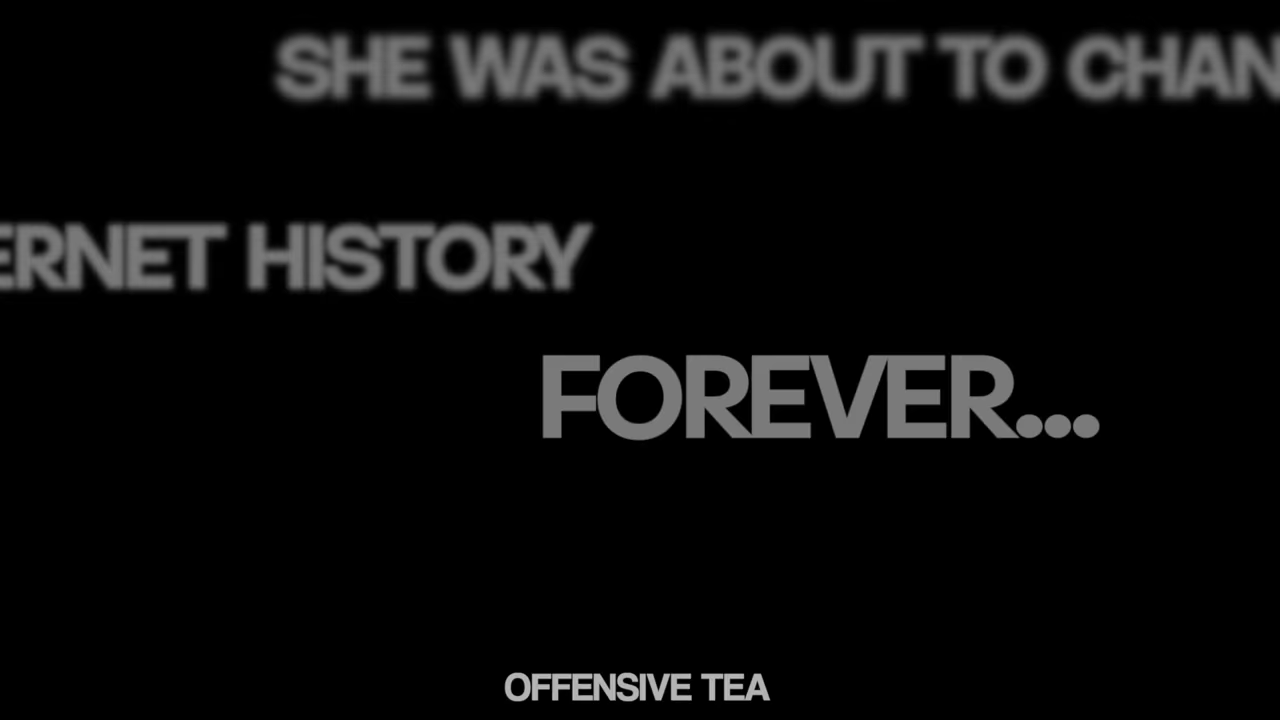 SHE WAS ABOUT TO CHAN
ERNET HISTORY
FOREVER...
OFFENSIVE TEA